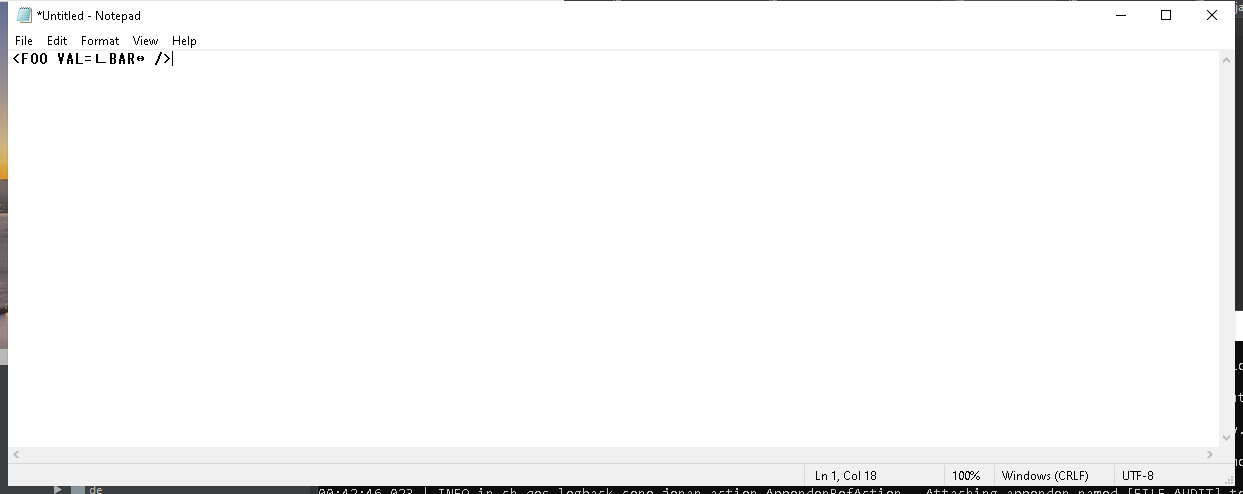 *Untitled - Notepad
File Edit Format View Help
<FOO VAL=∟BAR↔ />
Ln 1, Col 18 100% Windows (CRLF) UTF-8
de
00:42:46,023 | INFO in ch.qos.logback.core.joran.action.AppenderRefAction - Attaching appender named [FILE_AUDIT] t